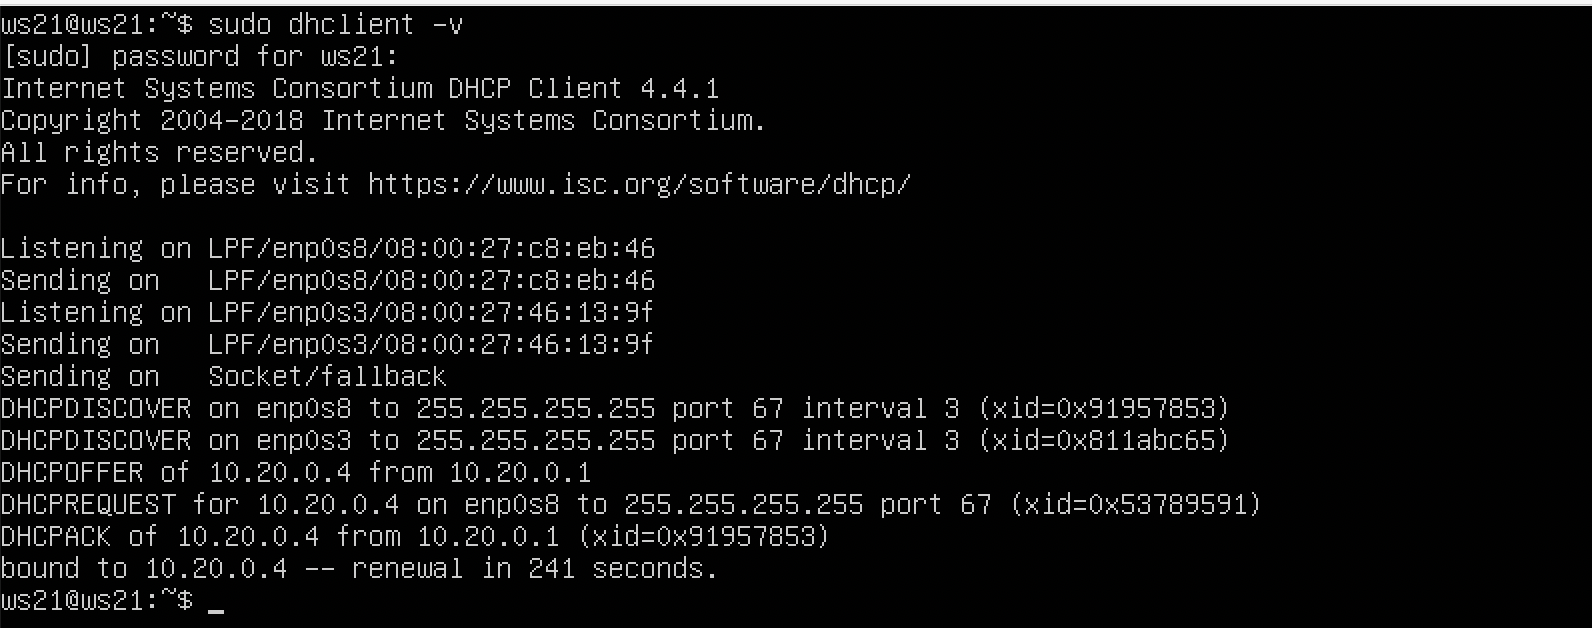 ws21@ws21:~$ sudo dhclient -v
[sudo] password for ws21:
Internet Systems Consortium DHCP Client 4.4.1
Copyright 2004-2018 Internet Systems Consortium.
All rights reserved.
For info, please visit https://www.isc.org/software/dhcp/
Listening on LPF/enp0s8/08:00:27:c8:eb:46
Sending on   LPF/enp0s8/08:00:27:c8:eb:46
Listening on LPF/enp0s3/08:00:27:46:13:9f
Sending on   LPF/enp0s3/08:00:27:46:13:9f
Sending on   Socket/fallback
DHCPDISCOVER on enp0s8 to 255.255.255.255 port 67 interval 3 (xid=0x91957853)
DHCPDISCOVER on enp0s3 to 255.255.255.255 port 67 interval 3 (xid=0x811abc65)
DHCPOFFER of 10.20.0.4 from 10.20.0.1
DHCPREQUEST for 10.20.0.4 on enp0s8 to 255.255.255.255 port 67 (xid=0x53789591)
DHCPACK of 10.20.0.4 from 10.20.0.1 (xid=0x91957853)
bound to 10.20.0.4 -- renewal in 241 seconds.
ws21@ws21:~$ _